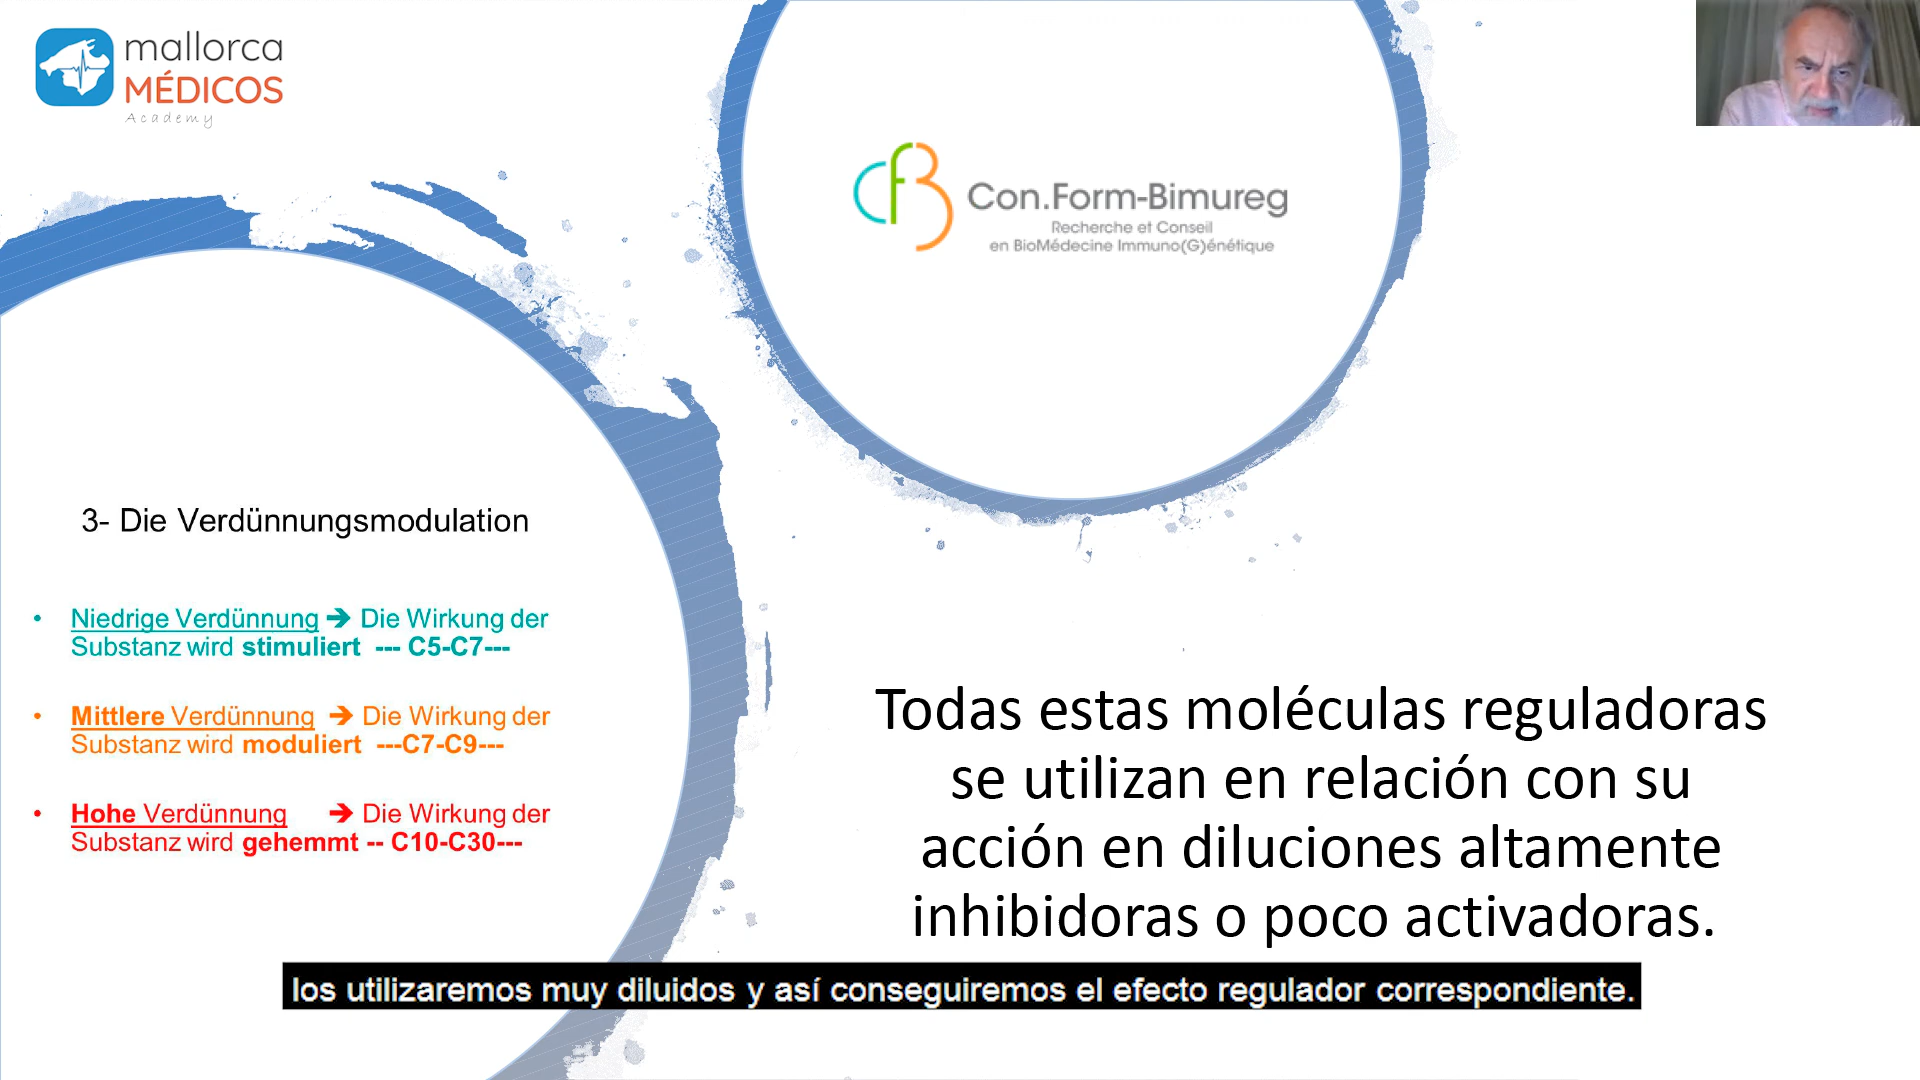 mallorca
MÉDICOS
Academy
Con.Form-Bimureg
Recherche et Conseil
en BioMédecine Immuno(G)énétique
3- Die Verdünnungsmodulation
• Niedrige Verdünnung ➔ Die Wirkung der
Substanz wird stimuliert --- C5-C7---
• Mittlere Verdünnung ➔ Die Wirkung der
Substanz wird moduliert ---C7-C9---
• Hohe Verdünnung ➔ Die Wirkung der
Substanz wird gehemmt -- C10-C30---
Todas estas moléculas reguladoras
se utilizan en relación con su
acción en diluciones altamente
inhibidoras o poco activadoras.
los utilizaremos muy diluidos y así conseguiremos el efecto regulador correspondiente.